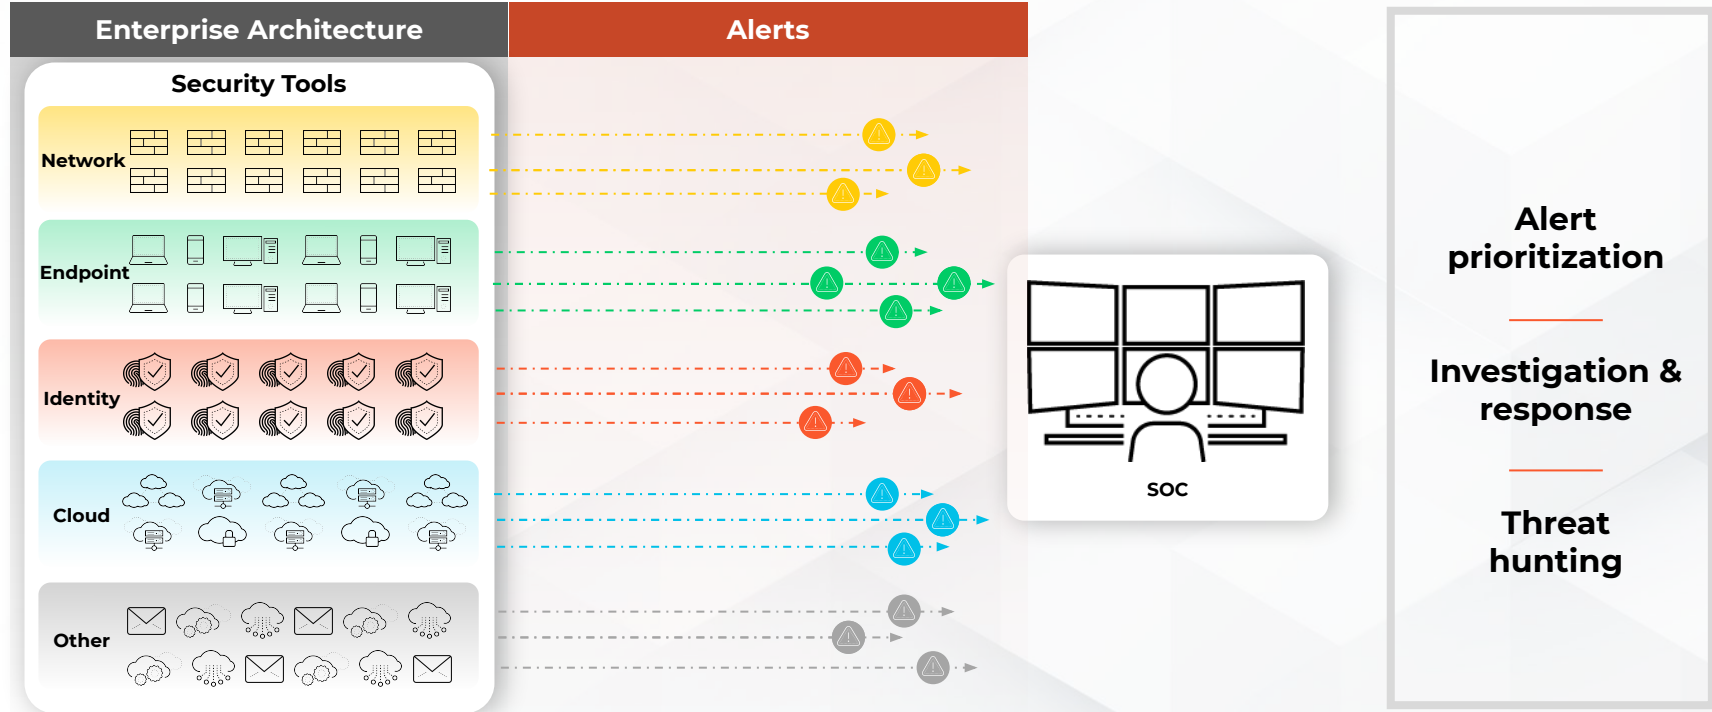 Enterprise Architecture
Alerts
Security Tools
Network
Endpoint
Identity
Cloud
Other
SOC
Alert
prioritization
Investigation &
response
Threat
hunting